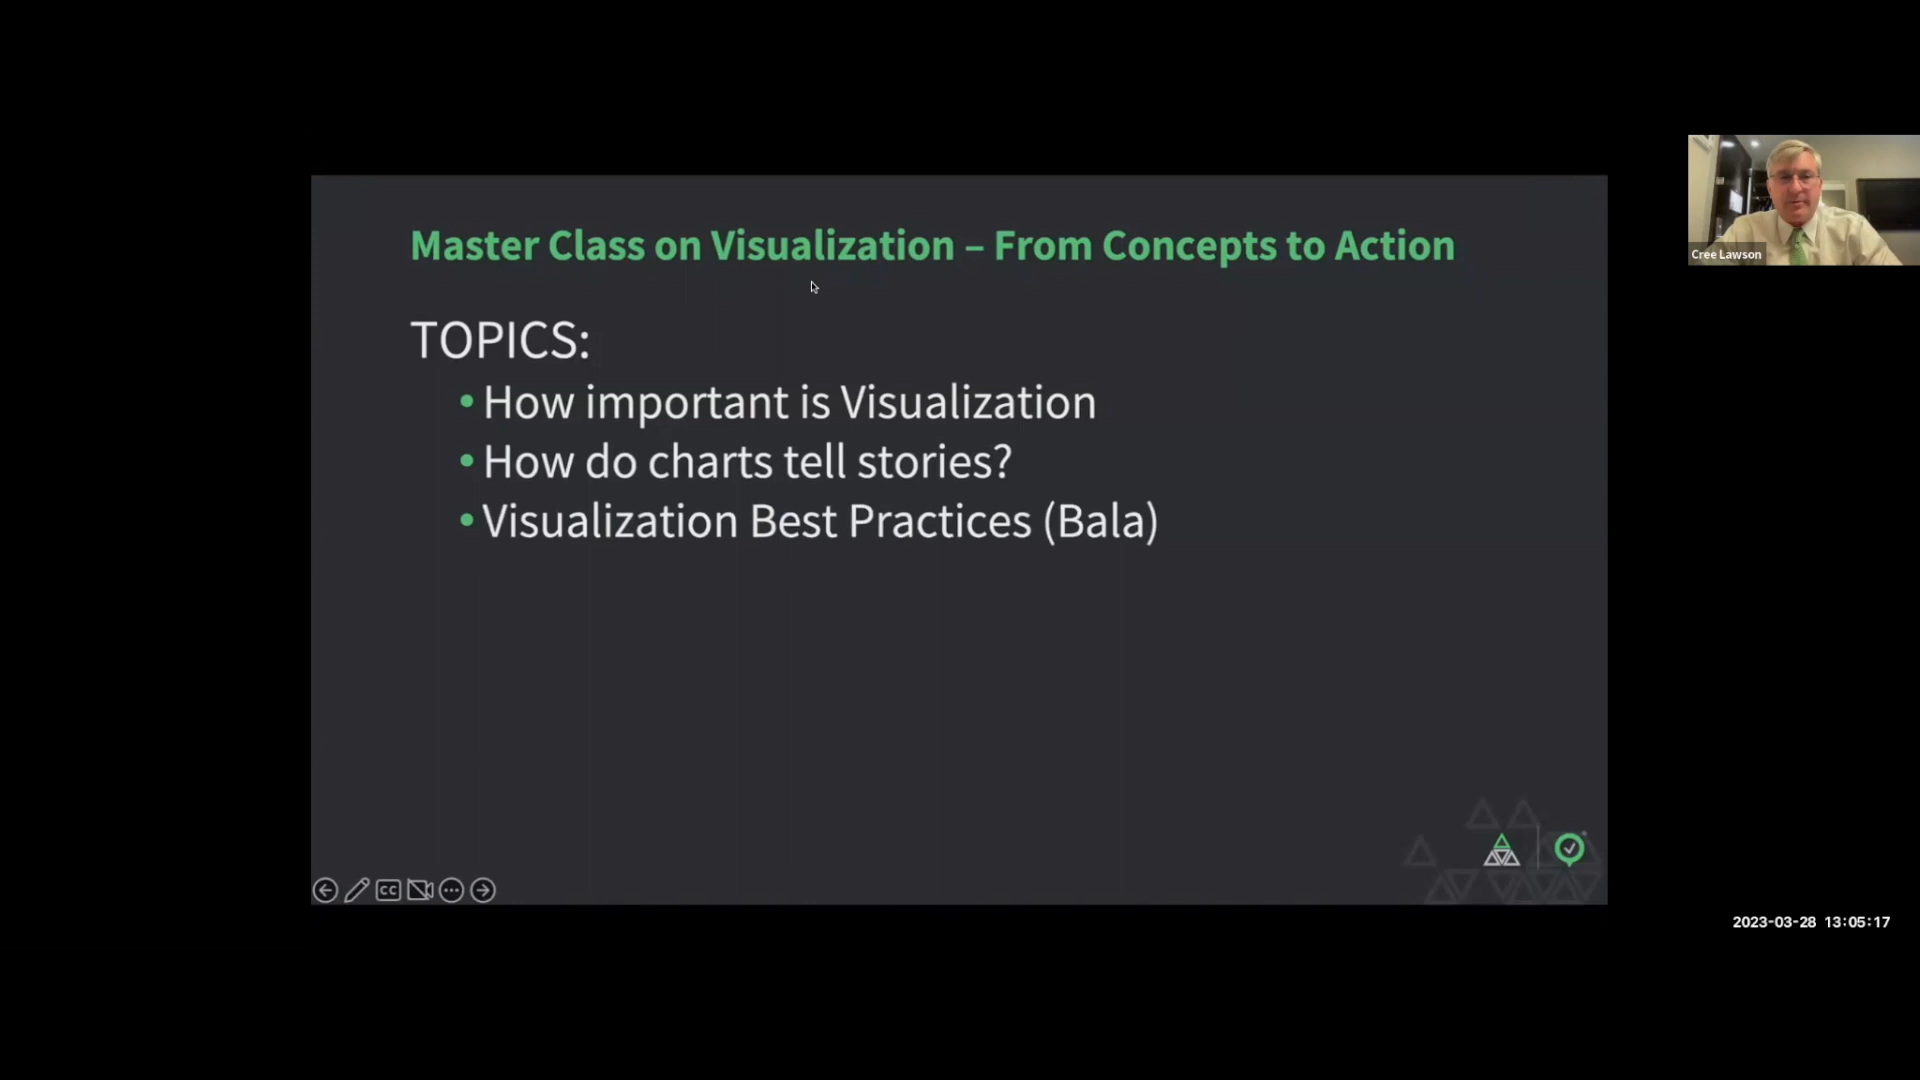 Master Class on Visualization – From Concepts to Action
TOPICS:
• How important is Visualization
• How do charts tell stories?
• Visualization Best Practices (Bala)
CC
Cree Lawson
2023-03-28 13:05:17